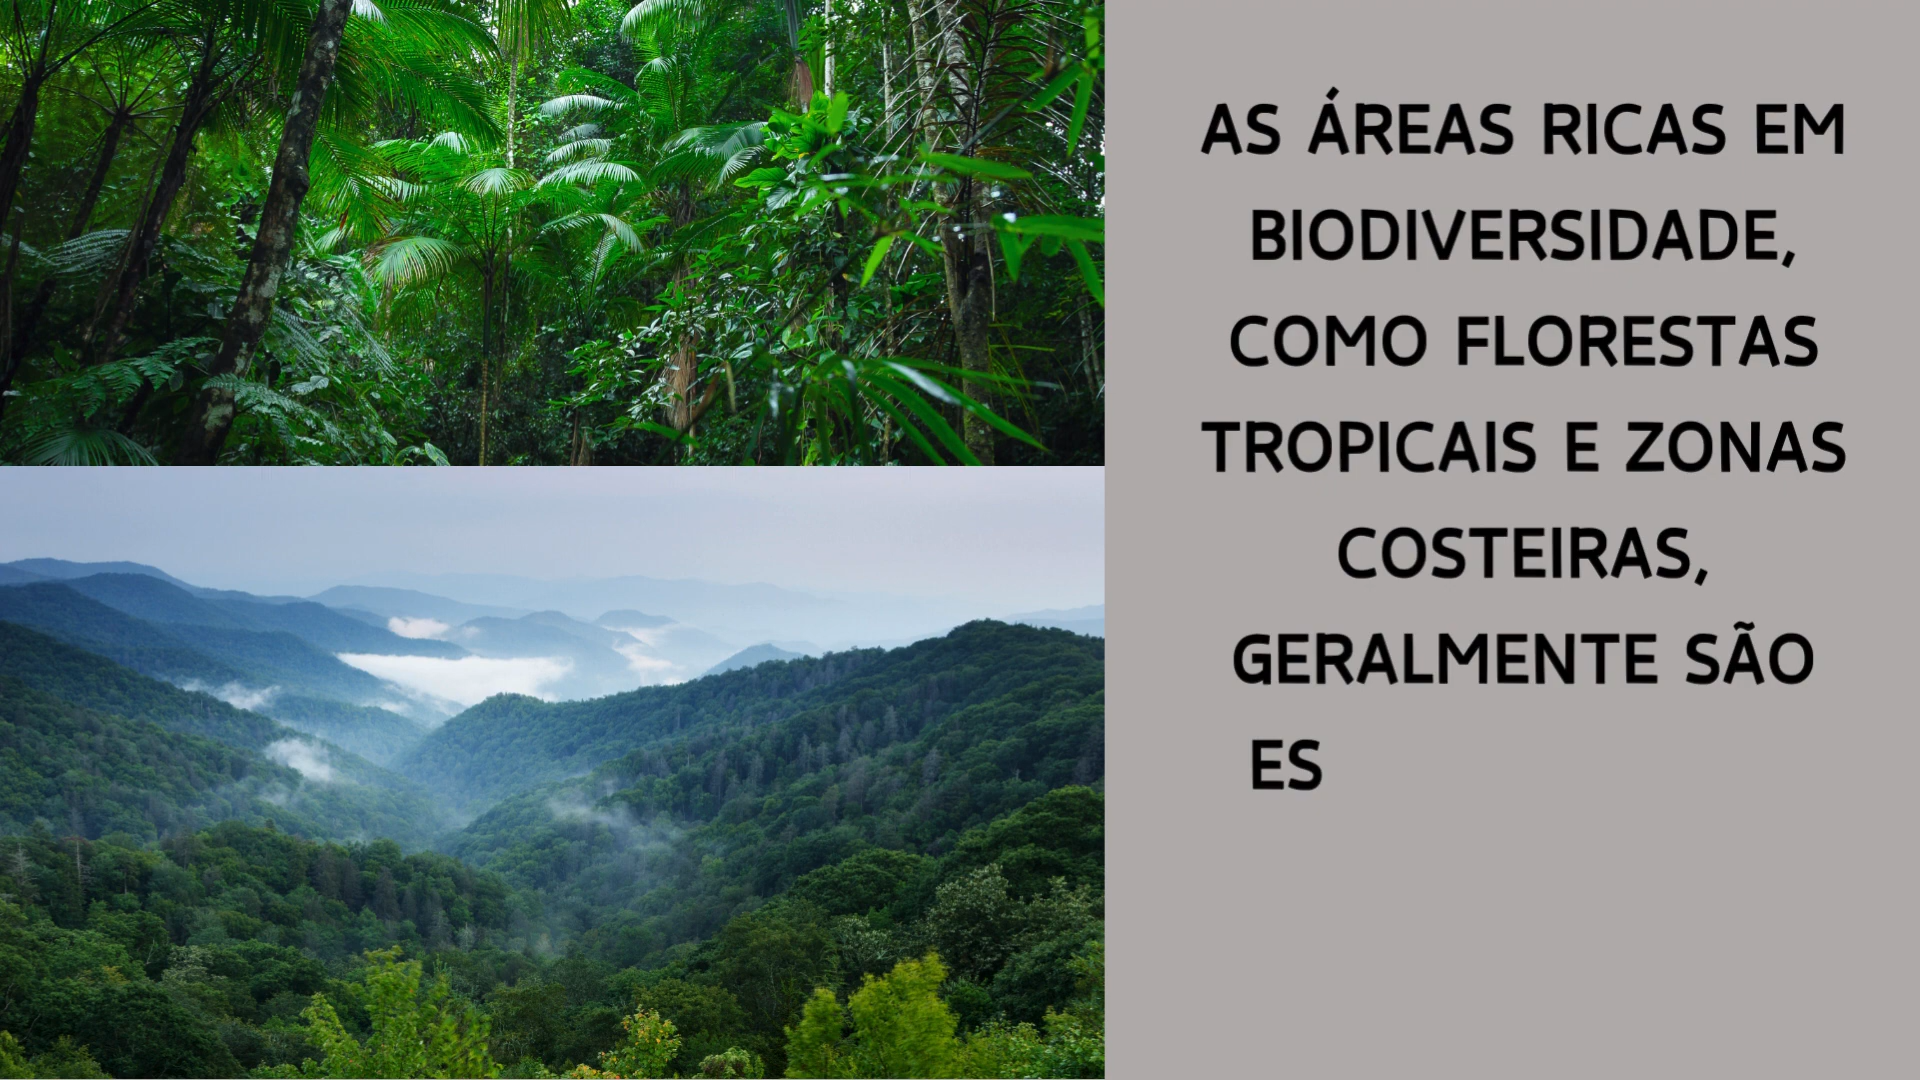 AS ÁREAS RICAS EM
BIODIVERSIDADE,
COMO FLORESTAS
TROPICAIS E ZONAS
COSTEIRAS,
GERALMENTE SÃO
ES